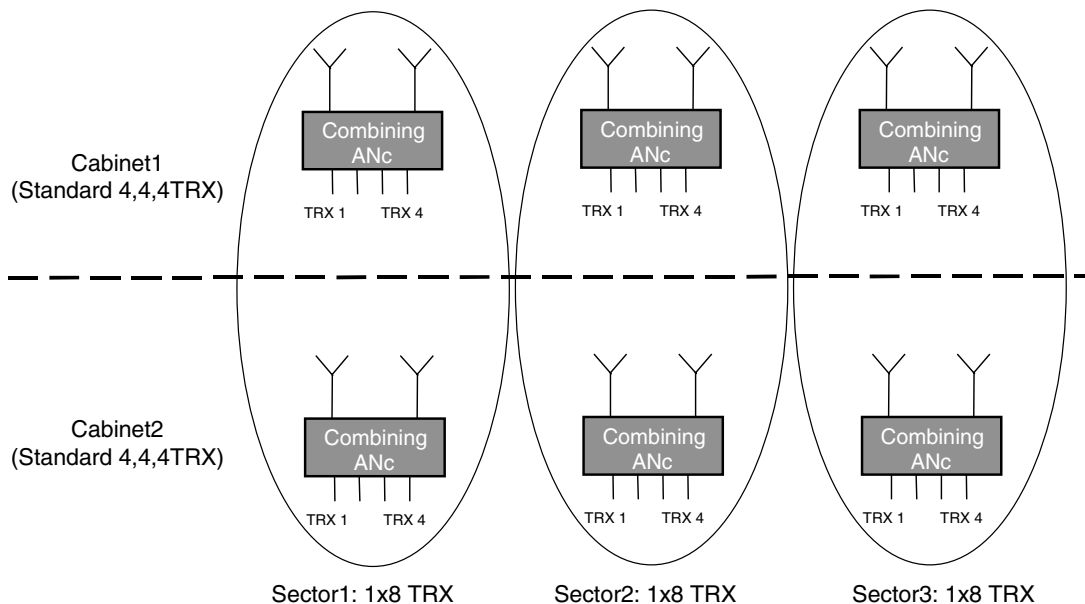 Cabinet1
(Standard 4,4,4TRX)
Combining
ANc
TRX 1
TRX 4
Combining
ANc
TRX 1
TRX 4
Combining
ANc
TRX 1
TRX 4
Cabinet2
(Standard 4,4,4TRX)
Combining
ANc
TRX 1
TRX 4
Combining
ANc
TRX 1
TRX 4
Combining
ANc
TRX 1
TRX 4
Sector1: 1x8 TRX
Sector2: 1x8 TRX
Sector3: 1x8 TRX